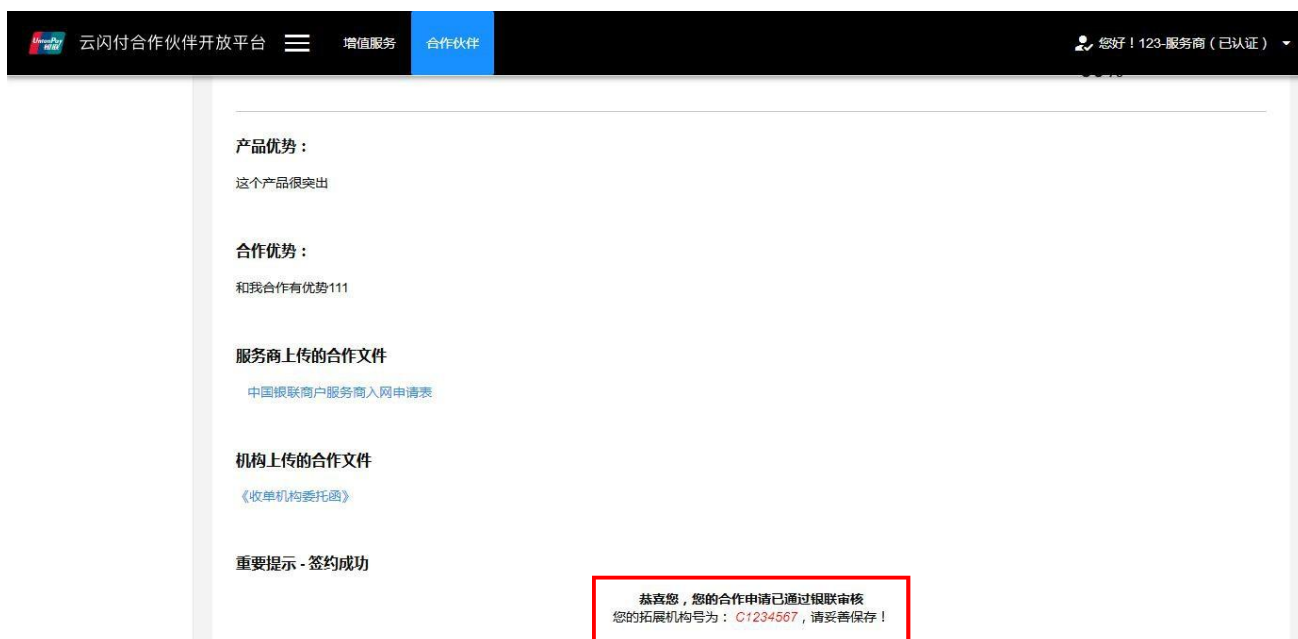 UnionPay 银联 云闪付合作伙伴开放平台 增值服务 合作伙伴 您好！123-服务商（已认证）
产品优势：
这个产品很突出
合作优势：
和我合作有优势111
服务商上传的合作文件
中国银联商户服务商入网申请表
机构上传的合作文件
《收单机构委托函》
重要提示 - 签约成功
恭喜您，您的合作申请已通过银联审核
您的拓展机构号为： C1234567，请妥善保存！